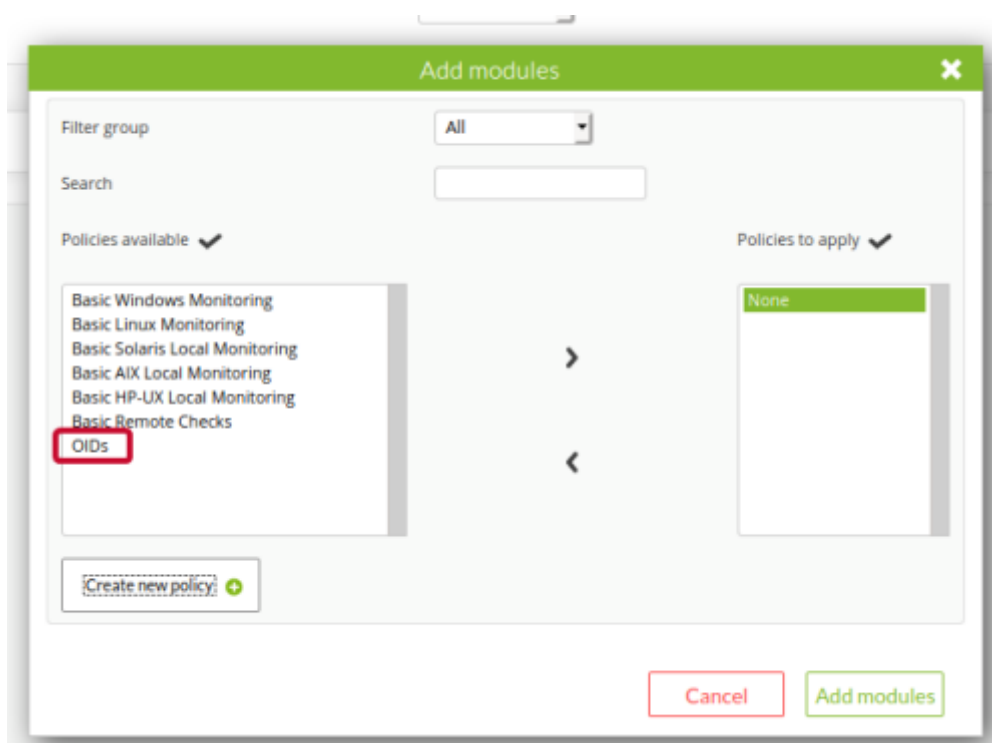 Add modules
Filter group
All
Search
Policies available
Policies to apply
Basic Windows Monitoring
Basic Linux Monitoring
Basic Solaris Local Monitoring
Basic AIX Local Monitoring
Basic HP-UX Local Monitoring
Basic Remote Checks
OIDs
None
Create new policy
Cancel
Add modules